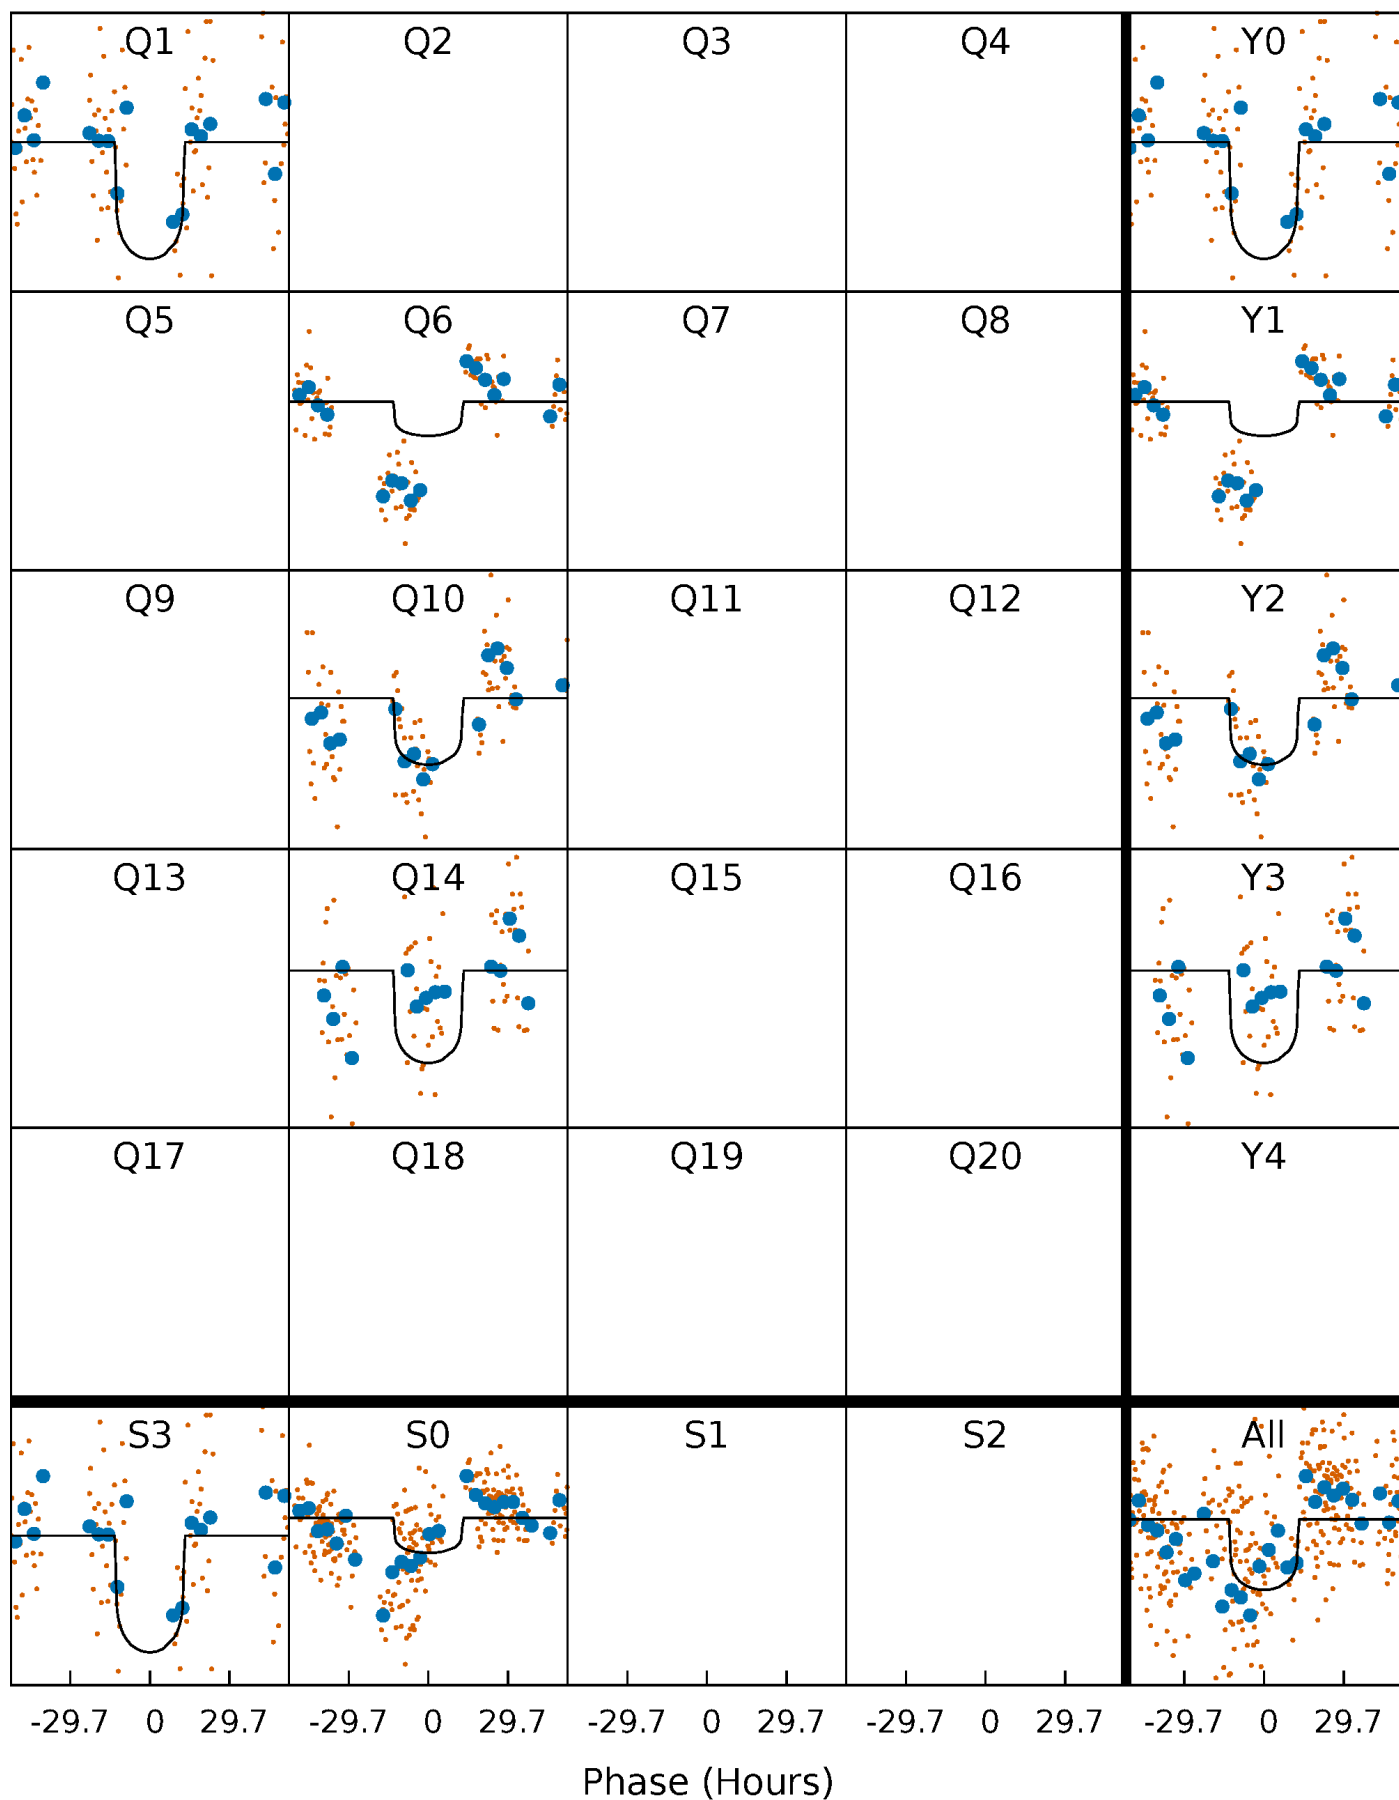 Q1 Q2 Q3 Q4 Y0
Q5 Q6 Q7 Q8 Y1
Q9 Q10 Q11 Q12 Y2
Q13 Q14 Q15 Q16 Y3
Q17 Q18 Q19 Q20 Y4
S3 S0 S1 S2 All
-29.7 0 29.7 -29.7 0 29.7 -29.7 0 29.7 -29.7 0 29.7 -29.7 0 29.7
Phase (Hours)